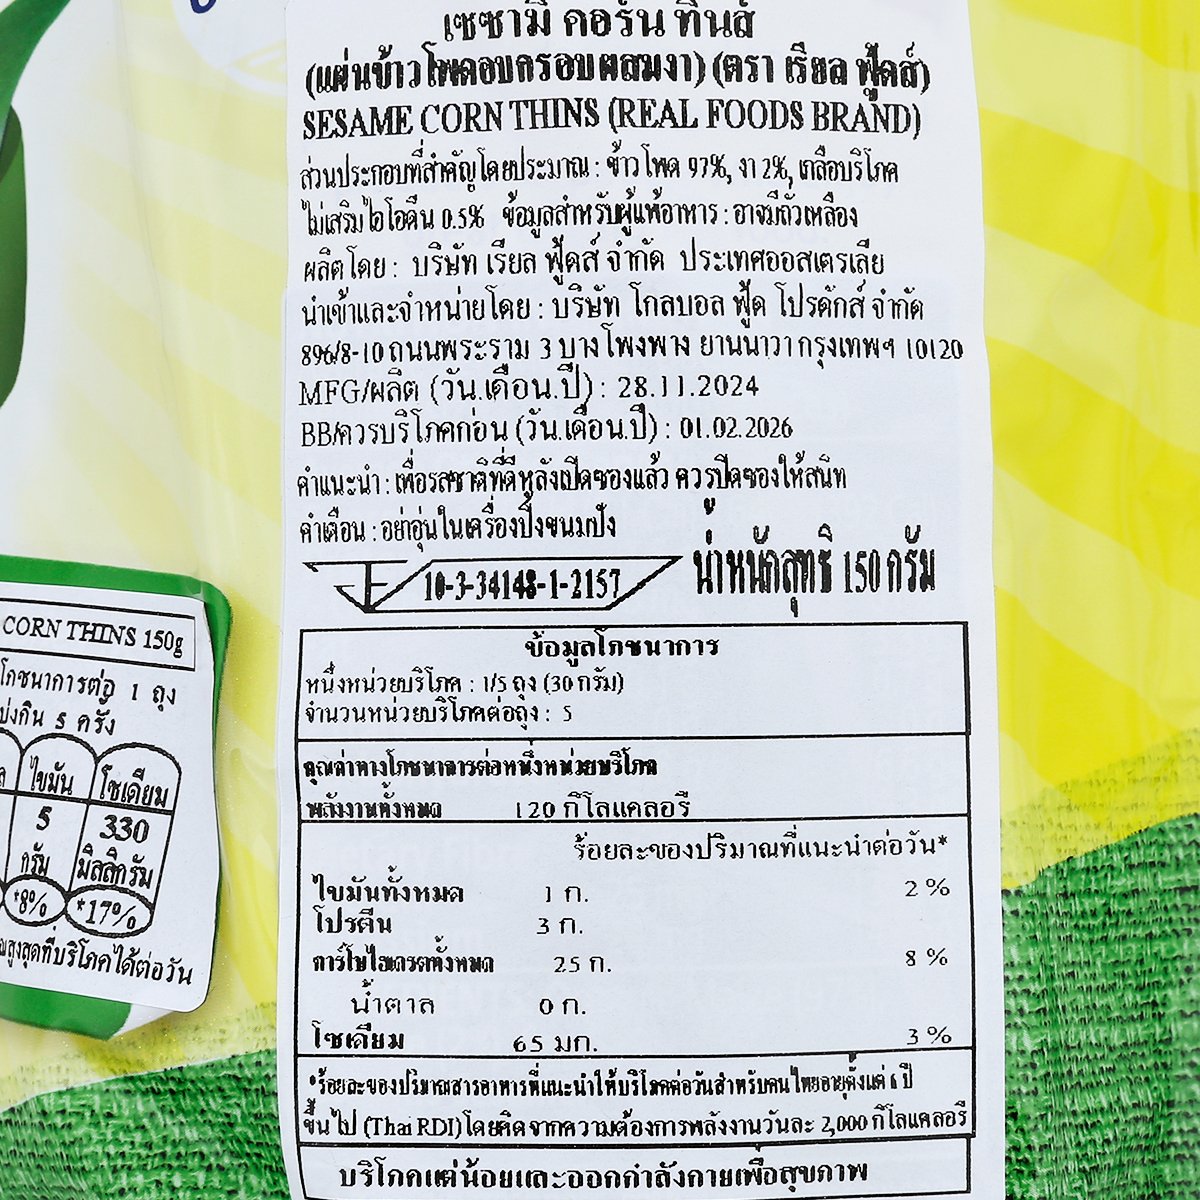 เซซามี คอร์น ทินส์
(แผ่นข้าวโพดอบกรอบผสมงา) (ตรา เรียล ฟู้ดส์)
SESAME CORN THINS (REAL FOODS BRAND)
ส่วนประกอบที่สำคัญโดยประมาณ : ข้าวโพด 97%, งา 2%, เกลือบริโภค
ไม่เสริมไอโอดีน 0.5% ข้อมูลสำหรับผู้แพ้อาหาร : อาจมีถั่วเหลือง
ผลิตโดย : บริษัท เรียล ฟู้ดส์ จำกัด ประเทศออสเตรเลีย
นำเข้าและจำหน่ายโดย : บริษัท โกลบอล ฟู้ด โปรดักส์ จำกัด
896/8-10 ถนนพระราม 3 บางโพงพาง ยานนาวา กรุงเทพฯ 10120
MFG/ผลิต (วัน.เดือน.ปี) : 28.11.2024
BB/ควรบริโภคก่อน (วัน.เดือน.ปี) : 01.02.2026
คำแนะนำ : เพื่อรสชาติที่ดีหลังเปิดซองแล้ว ควรปิดซองให้สนิท
คำเตือน : อย่าอุ่นในเครื่องปิ้งขนมปัง
10-3-34148-1-2157 น้ำหนักสุทธิ 150 กรัม
ข้อมูลโภชนาการ
หนึ่งหน่วยบริโภค : 1/5 ถุง (30 กรัม)
จำนวนหน่วยบริโภคต่อถุง : 5
คุณค่าทางโภชนาการต่อหนึ่งหน่วยบริโภค
พลังงานทั้งหมด 120 กิโลแคลอรี
ร้อยละของปริมาณที่แนะนำต่อวัน*
ไขมันทั้งหมด 1 ก. 2 %
โปรตีน 3 ก.
คาร์โบไฮเดรตทั้งหมด 25 ก. 8 %
น้ำตาล 0 ก.
โซเดียม 65 มก. 3 %
*ร้อยละของปริมาณสารอาหารที่แนะนำให้บริโภคต่อวันสำหรับคนไทยอายุตั้งแต่ 6 ปี
ขึ้นไป (Thai RDI) โดยคิดจากความต้องการพลังงานวันละ 2,000 กิโลแคลอรี
บริโภคแต่น้อยและออกกำลังกายเพื่อสุขภาพ
CORN THINS 150g
โภชนาการต่อ 1 ถุง
บ่งกิน 5 ครั้ง
ไขมัน โซเดียม
5 330
กรัม มิลลิกรัม
*8% *17%
สูงสุดที่บริโภคได้ต่อวัน